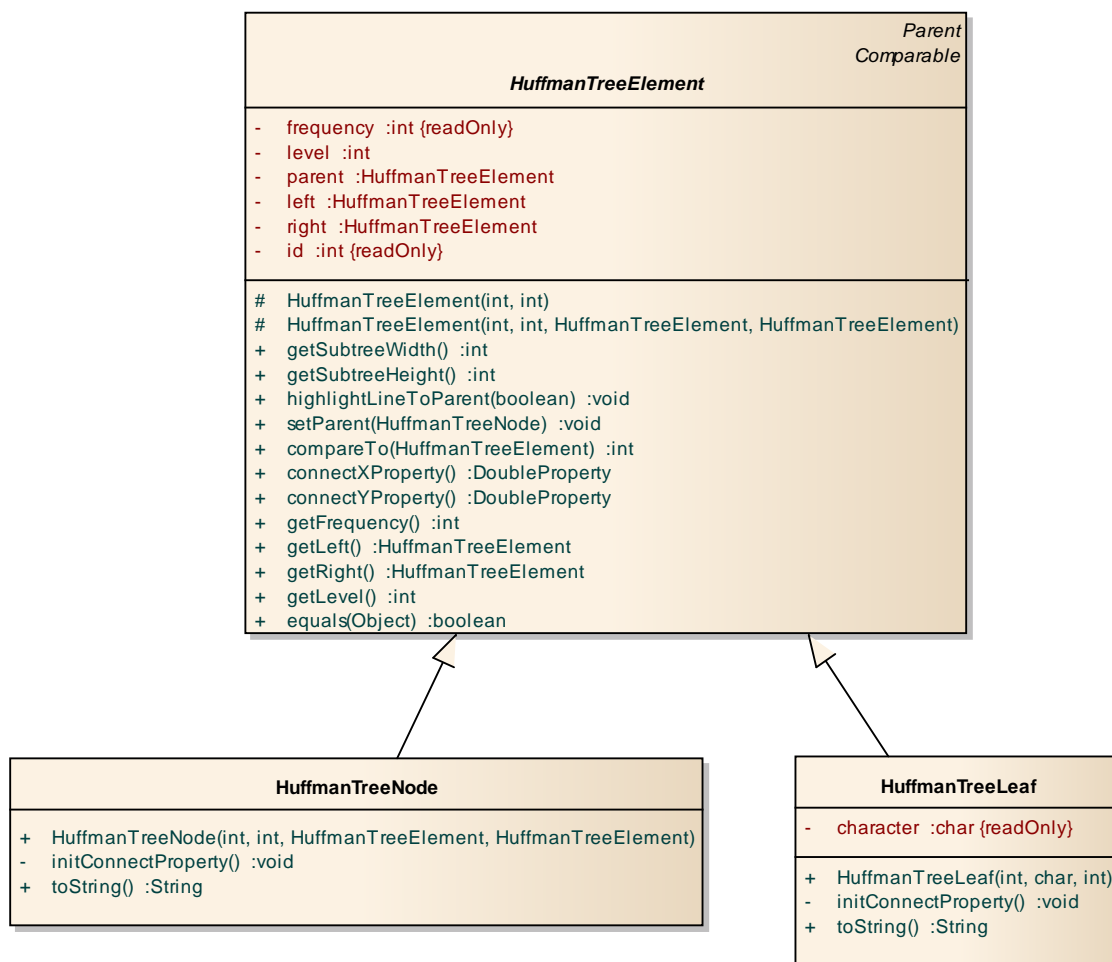 Parent
Comparable
HuffmanTreeElement
- frequency :int {readOnly}
- level :int
- parent :HuffmanTreeElement
- left :HuffmanTreeElement
- right :HuffmanTreeElement
- id :int {readOnly}
# HuffmanTreeElement(int, int)
# HuffmanTreeElement(int, int, HuffmanTreeElement, HuffmanTreeElement)
+ getSubtreeWidth() :int
+ getSubtreeHeight() :int
+ highlightLineToParent(boolean) :void
+ setParent(HuffmanTreeNode) :void
+ compareTo(HuffmanTreeElement) :int
+ connectXProperty() :DoubleProperty
+ connectYProperty() :DoubleProperty
+ getFrequency() :int
+ getLeft() :HuffmanTreeElement
+ getRight() :HuffmanTreeElement
+ getLevel() :int
+ equals(Object) :boolean
HuffmanTreeNode
+ HuffmanTreeNode(int, int, HuffmanTreeElement, HuffmanTreeElement)
- initConnectProperty() :void
+ toString() :String
HuffmanTreeLeaf
- character :char {readOnly}
+ HuffmanTreeLeaf(int, char, int)
- initConnectProperty() :void
+ toString() :String